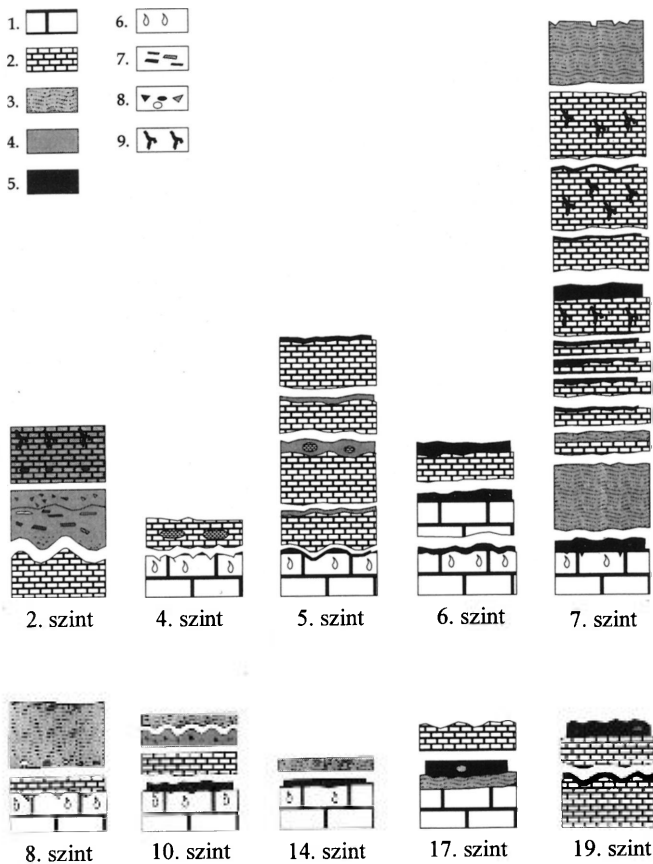 1.
2.
3.
4.
5.
6.
7.
8.
9.
2. szint
4. szint
5. szint
6. szint
7. szint
8. szint
10. szint
14. szint
17. szint
19. szint